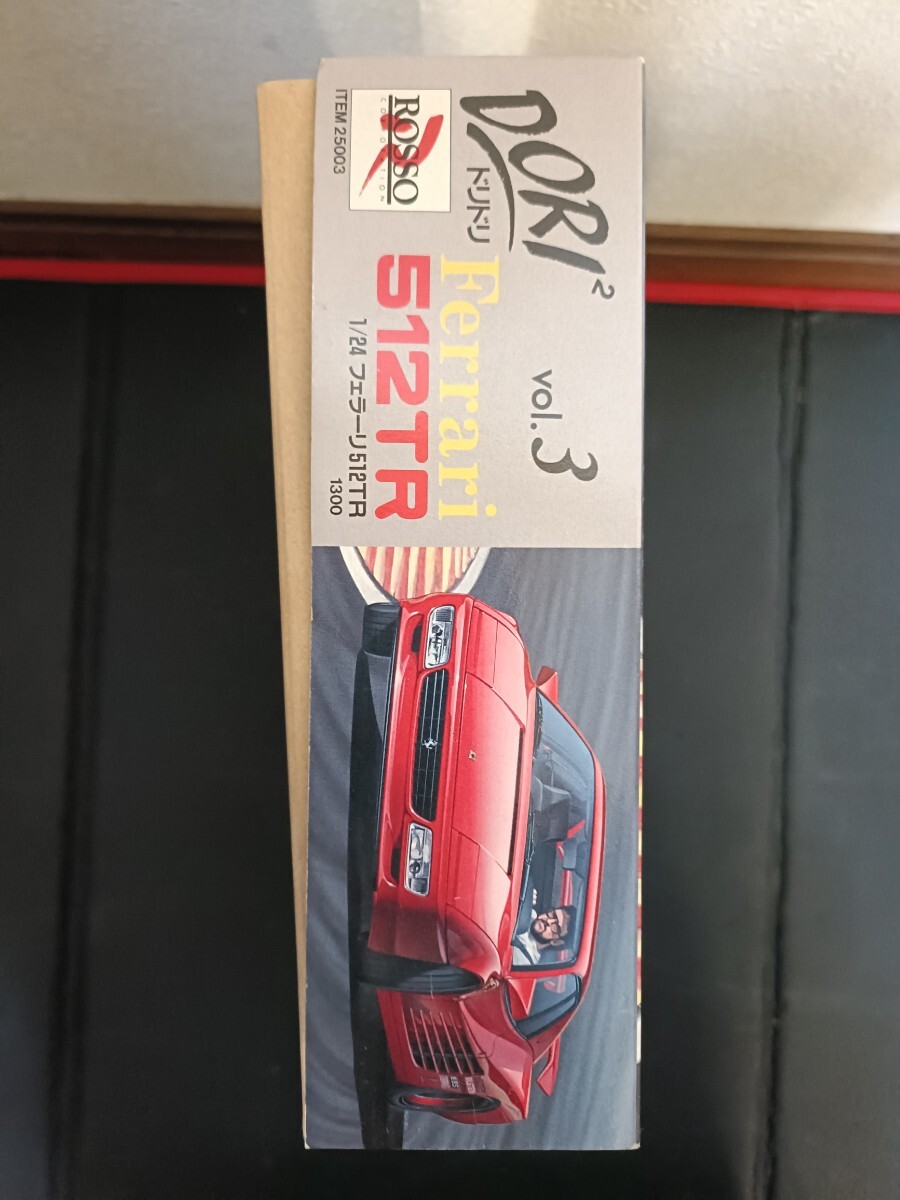 DORI²
ドリドリ
vol.3
ROSSO
CORPORATION
ITEM 25003
Ferrari
512TR
1/24 フェラーリ512TR
1300